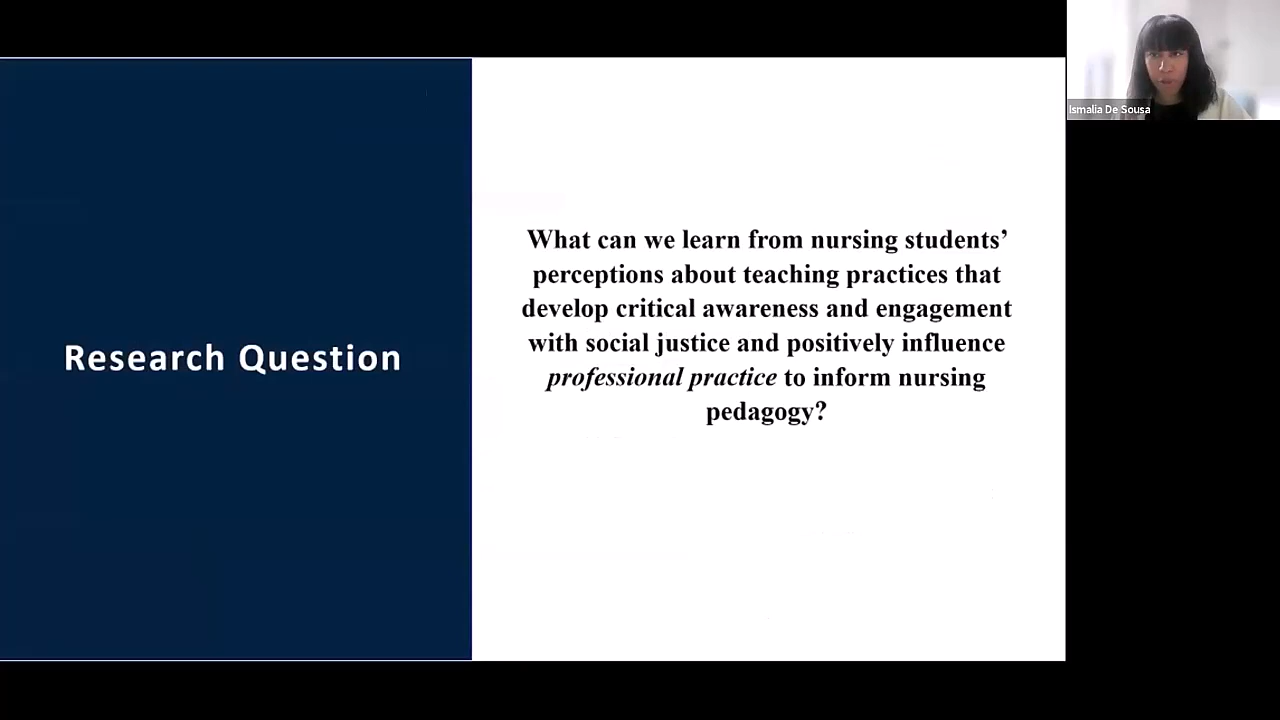 Research Question
What can we learn from nursing students’
perceptions about teaching practices that
develop critical awareness and engagement
with social justice and positively influence
professional practice to inform nursing
pedagogy?
Ismalia De Sousa